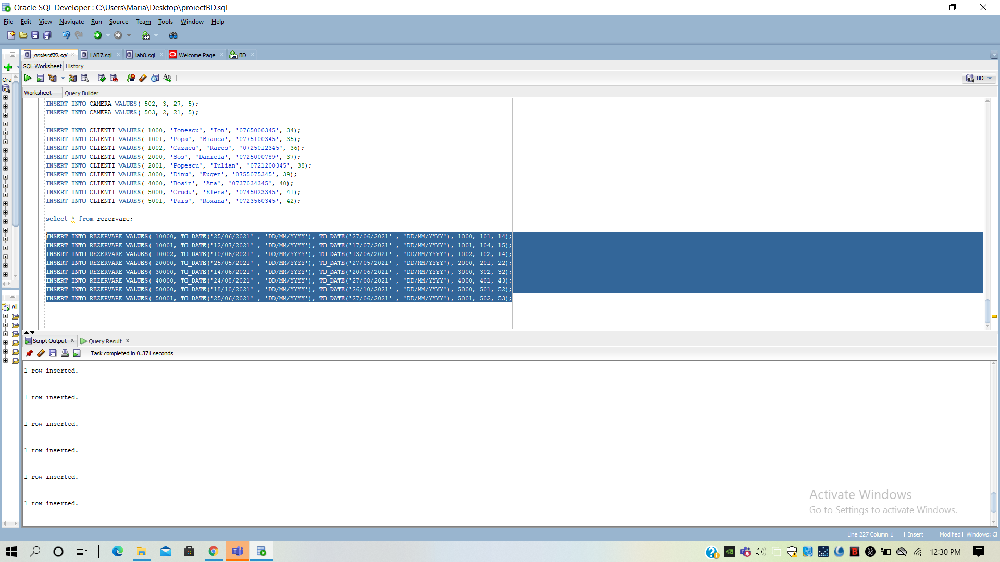 Oracle SQL Developer : C:\Users\Maria\Desktop\proiectBD.sql
File Edit View Navigate Run Source Team Tools Window Help
proiectBD.sql LAB7.sql lab8.sql Welcome Page BD
SQL Worksheet History
Ora
BD
Worksheet Query Builder
INSERT INTO CAMERA VALUES( 502, 3, 27, 5);
INSERT INTO CAMERA VALUES( 503, 2, 21, 5);
INSERT INTO CLIENTI VALUES( 1000, 'Ionescu', 'Ion', '0765000345', 34);
INSERT INTO CLIENTI VALUES( 1001, 'Popa', 'Bianca', '0775100345', 35);
INSERT INTO CLIENTI VALUES( 1002, 'Cazacu', 'Rares', '0725012345', 36);
INSERT INTO CLIENTI VALUES( 2000, 'Sos', 'Daniela', '0725000789', 37);
INSERT INTO CLIENTI VALUES( 2001, 'Popescu', 'Iulian', '0721200345', 38);
INSERT INTO CLIENTI VALUES( 3000, 'Dinu', 'Eugen', '0755075345', 39);
INSERT INTO CLIENTI VALUES( 4000, 'Bosin', 'Ana', '0737034345', 40);
INSERT INTO CLIENTI VALUES( 5000, 'Crudu', 'Elena', '0745023345', 41);
INSERT INTO CLIENTI VALUES( 5001, 'Pais', 'Roxana', '0723560345', 42);
select * from rezervare;
INSERT INTO REZERVARE VALUES( 10000, TO_DATE('25/06/2021' , 'DD/MM/YYYY'), TO_DATE('27/06/2021' , 'DD/MM/YYYY'), 1000, 101, 14);
INSERT INTO REZERVARE VALUES( 10001, TO_DATE('12/07/2021' , 'DD/MM/YYYY'), TO_DATE('17/07/2021' , 'DD/MM/YYYY'), 1001, 104, 15);
INSERT INTO REZERVARE VALUES( 10002, TO_DATE('10/06/2021' , 'DD/MM/YYYY'), TO_DATE('13/06/2021' , 'DD/MM/YYYY'), 1002, 102, 14);
INSERT INTO REZERVARE VALUES( 20000, TO_DATE('25/05/2021' , 'DD/MM/YYYY'), TO_DATE('27/05/2021' , 'DD/MM/YYYY'), 2000, 201, 22);
INSERT INTO REZERVARE VALUES( 30000, TO_DATE('14/06/2021' , 'DD/MM/YYYY'), TO_DATE('20/06/2021' , 'DD/MM/YYYY'), 3000, 302, 32);
INSERT INTO REZERVARE VALUES( 40000, TO_DATE('24/08/2021' , 'DD/MM/YYYY'), TO_DATE('27/08/2021' , 'DD/MM/YYYY'), 4000, 401, 43);
INSERT INTO REZERVARE VALUES( 50000, TO_DATE('18/10/2021' , 'DD/MM/YYYY'), TO_DATE('26/10/2021' , 'DD/MM/YYYY'), 5000, 501, 52);
INSERT INTO REZERVARE VALUES( 50001, TO_DATE('25/06/2021' , 'DD/MM/YYYY'), TO_DATE('27/06/2021' , 'DD/MM/YYYY'), 5001, 502, 53);
All
Script Output x Query Result x
Task completed in 0.371 seconds
1 row inserted.
1 row inserted.
1 row inserted.
1 row inserted.
1 row inserted.
1 row inserted.
Activate Windows
Go to Settings to activate Windows.
Line 227 Column 1 | Insert | Modified | Windows: CF
12:30 PM